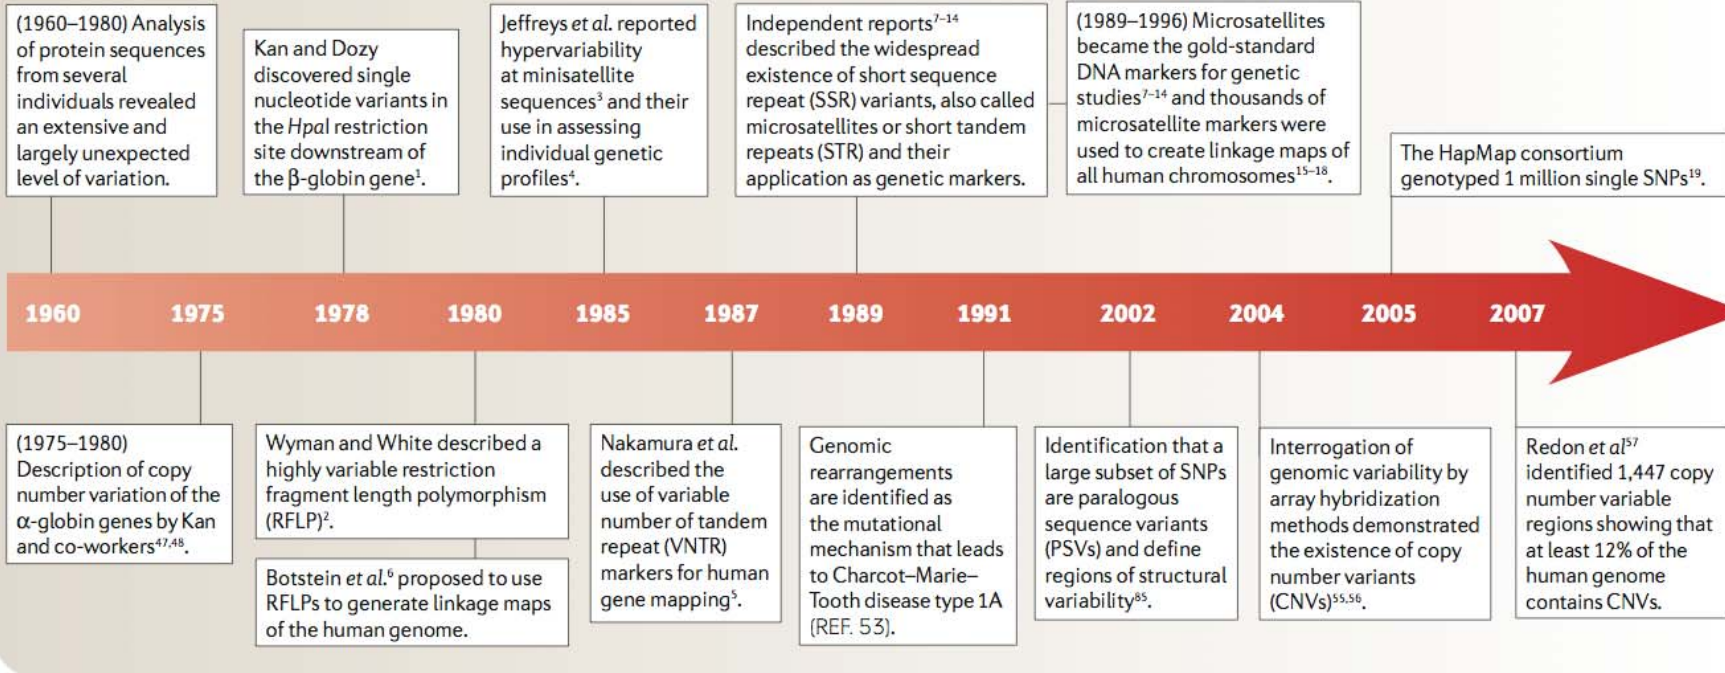 (1960–1980) Analysis
of protein sequences
from several
individuals revealed
an extensive and
largely unexpected
level of variation.
Kan and Dozy
discovered single
nucleotide variants in
the HpaI restriction
site downstream of
the β-globin gene¹.
Jeffreys et al. reported
hypervariability
at minisatellite
sequences³ and their
use in assessing
individual genetic
profiles⁴.
Independent reports⁷⁻¹⁴
described the widespread
existence of short sequence
repeat (SSR) variants, also called
microsatellites or short tandem
repeats (STR) and their
application as genetic markers.
(1989–1996) Microsatellites
became the gold-standard
DNA markers for genetic
studies⁷⁻¹⁴ and thousands of
microsatellite markers were
used to create linkage maps of
all human chromosomes¹⁵⁻¹⁸.
The HapMap consortium
genotyped 1 million single SNPs¹⁹.
1960 1975 1978 1980 1985 1987 1989 1991 2002 2004 2005 2007
(1975–1980)
Description of copy
number variation of the
α-globin genes by Kan
and co-workers⁴⁷,⁴⁸.
Wyman and White described a
highly variable restriction
fragment length polymorphism
(RFLP)².
Botstein et al.⁶ proposed to use
RFLPs to generate linkage maps
of the human genome.
Nakamura et al.
described the
use of variable
number of tandem
repeat (VNTR)
markers for human
gene mapping⁵.
Genomic
rearrangements
are identified as
the mutational
mechanism that leads
to Charcot–Marie–
Tooth disease type 1A
(REF. 53).
Identification that a
large subset of SNPs
are paralogous
sequence variants
(PSVs) and define
regions of structural
variability⁸⁵.
Interrogation of
genomic variability by
array hybridization
methods demonstrated
the existence of copy
number variants
(CNVs)⁵⁵,⁵⁶.
Redon et al⁵⁷
identified 1,447 copy
number variable
regions showing that
at least 12% of the
human genome
contains CNVs.